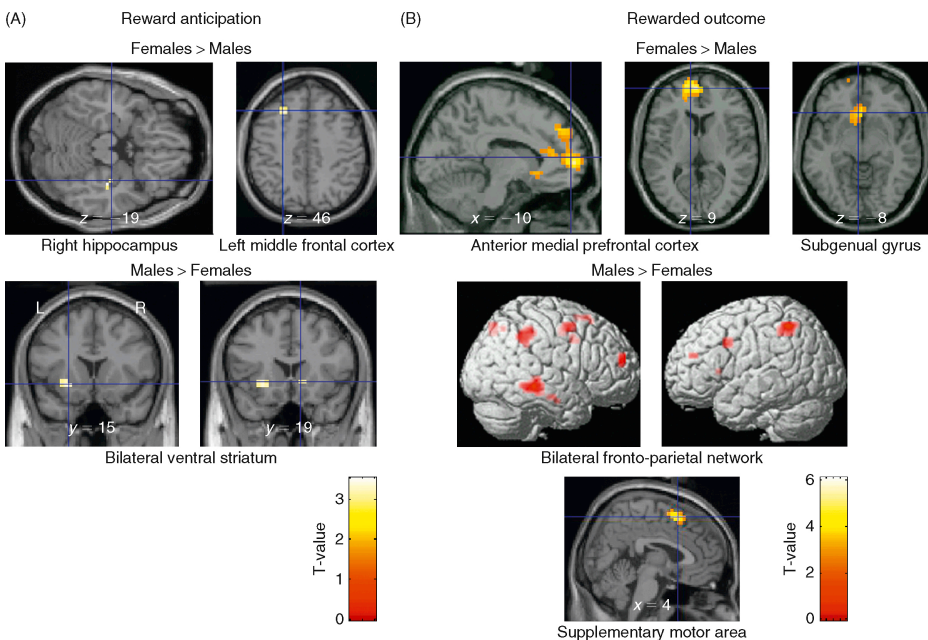 (A)
Reward anticipation
Females > Males
z = −19
z = 46
Right hippocampus
Left middle frontal cortex
Males > Females
L
R
y = 15
y = 19
Bilateral ventral striatum
3
2
1
0
T-value
(B)
Rewarded outcome
Females > Males
x = −10
z = 9
z = −8
Anterior medial prefrontal cortex
Subgenual gyrus
Males > Females
Bilateral fronto-parietal network
x = 4
Supplementary motor area
6
4
2
0
T-value